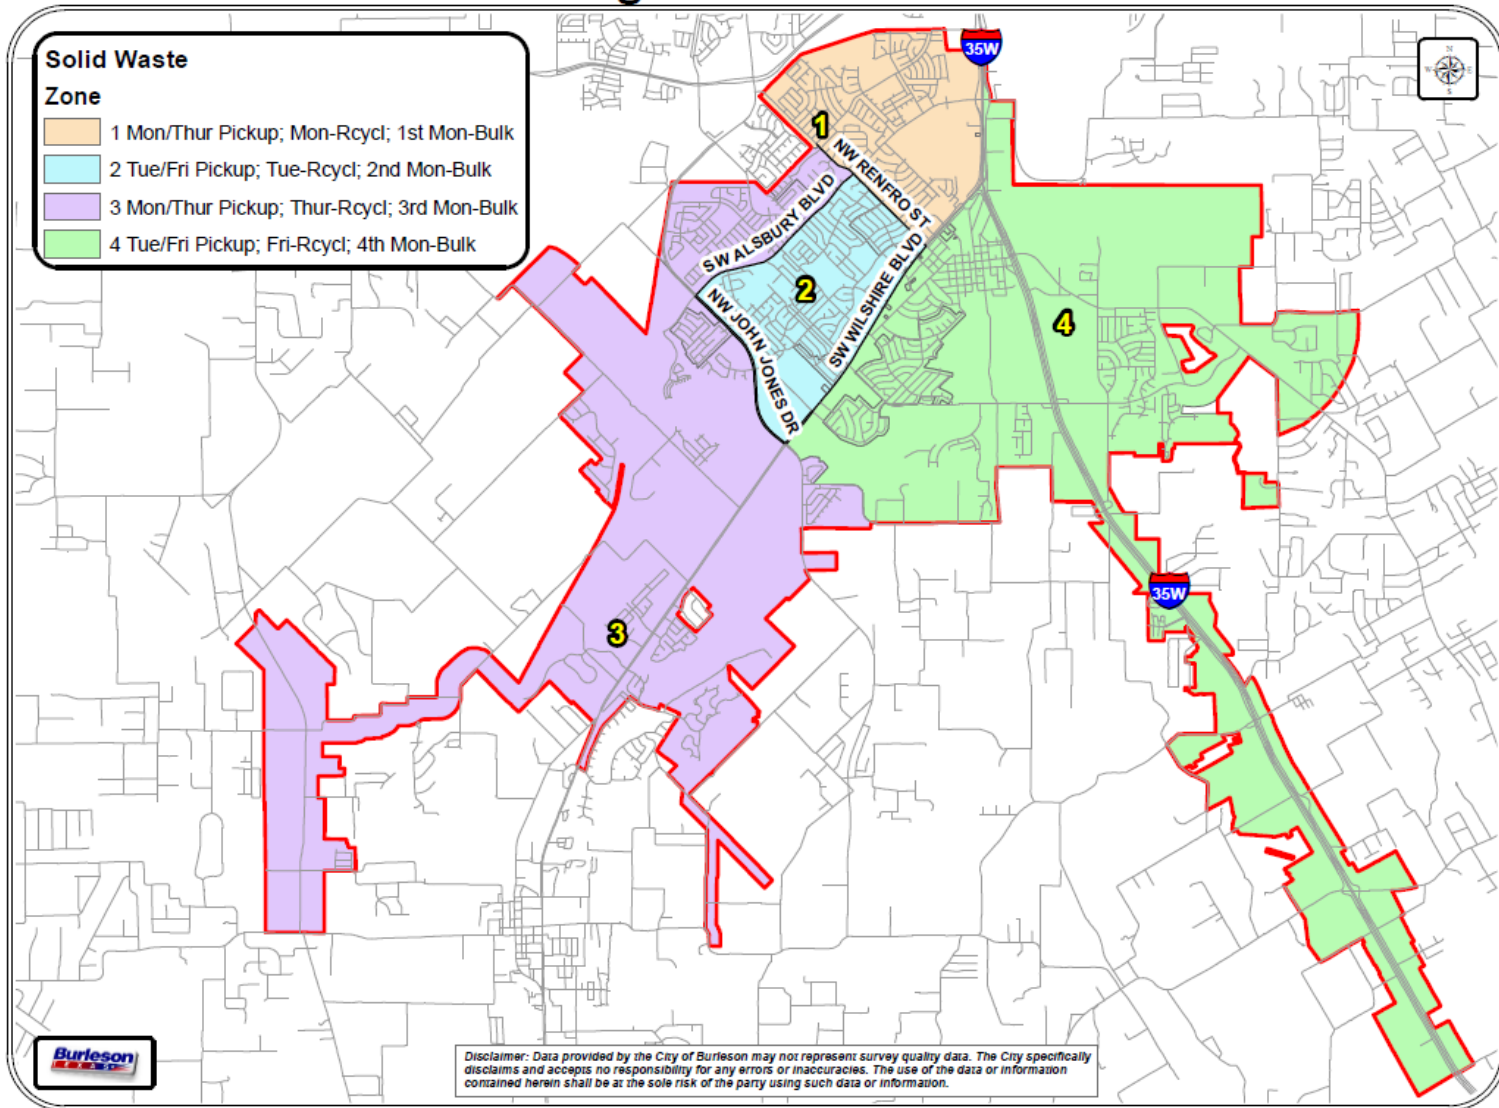 Solid Waste
Zone
1 Mon/Thur Pickup; Mon-Rcycl; 1st Mon-Bulk
2 Tue/Fri Pickup; Tue-Rcycl; 2nd Mon-Bulk
3 Mon/Thur Pickup; Thur-Rcycl; 3rd Mon-Bulk
4 Tue/Fri Pickup; Fri-Rcycl; 4th Mon-Bulk
35W
N
W E
S
1
NW RENFRO ST
SW ALSBURY BLVD
2
SW WILSHIRE BLVD
NW JOHN JONES DR
4
35W
3
Burleson
TEXAS
Disclaimer: Data provided by the City of Burleson may not represent survey quality data. The City specifically
disclaims and accepts no responsibility for any errors or inaccuracies. The use of the data or information
contained herein shall be at the sole risk of the party using such data or information.